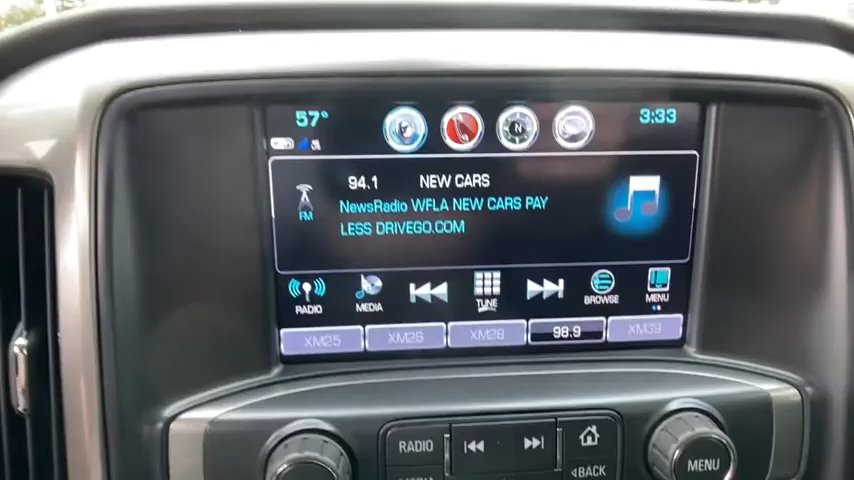 57°
N
3:33
94.1 NEW CARS
FM
NewsRadio WFLA NEW CARS PAY
LESS DRIVEGO.COM
RADIO MEDIA TUNE BROWSE MENU
XM25 XM26 XM28 98.9 XM39
RADIO
BACK
MENU